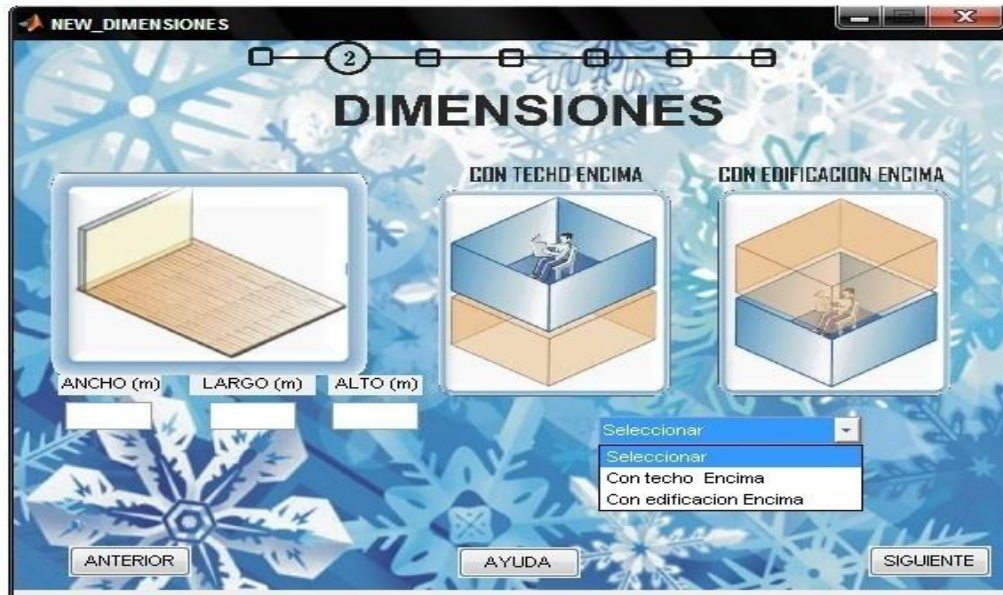 NEW_DIMENSIONES
2
DIMENSIONES
CON TECHO ENCIMA
CON EDIFICACION ENCIMA
ANCHO (m) LARGO (m) ALTO (m)
Seleccionar
Seleccionar
Con techo Encima
Con edificacion Encima
ANTERIOR AYUDA SIGUIENTE